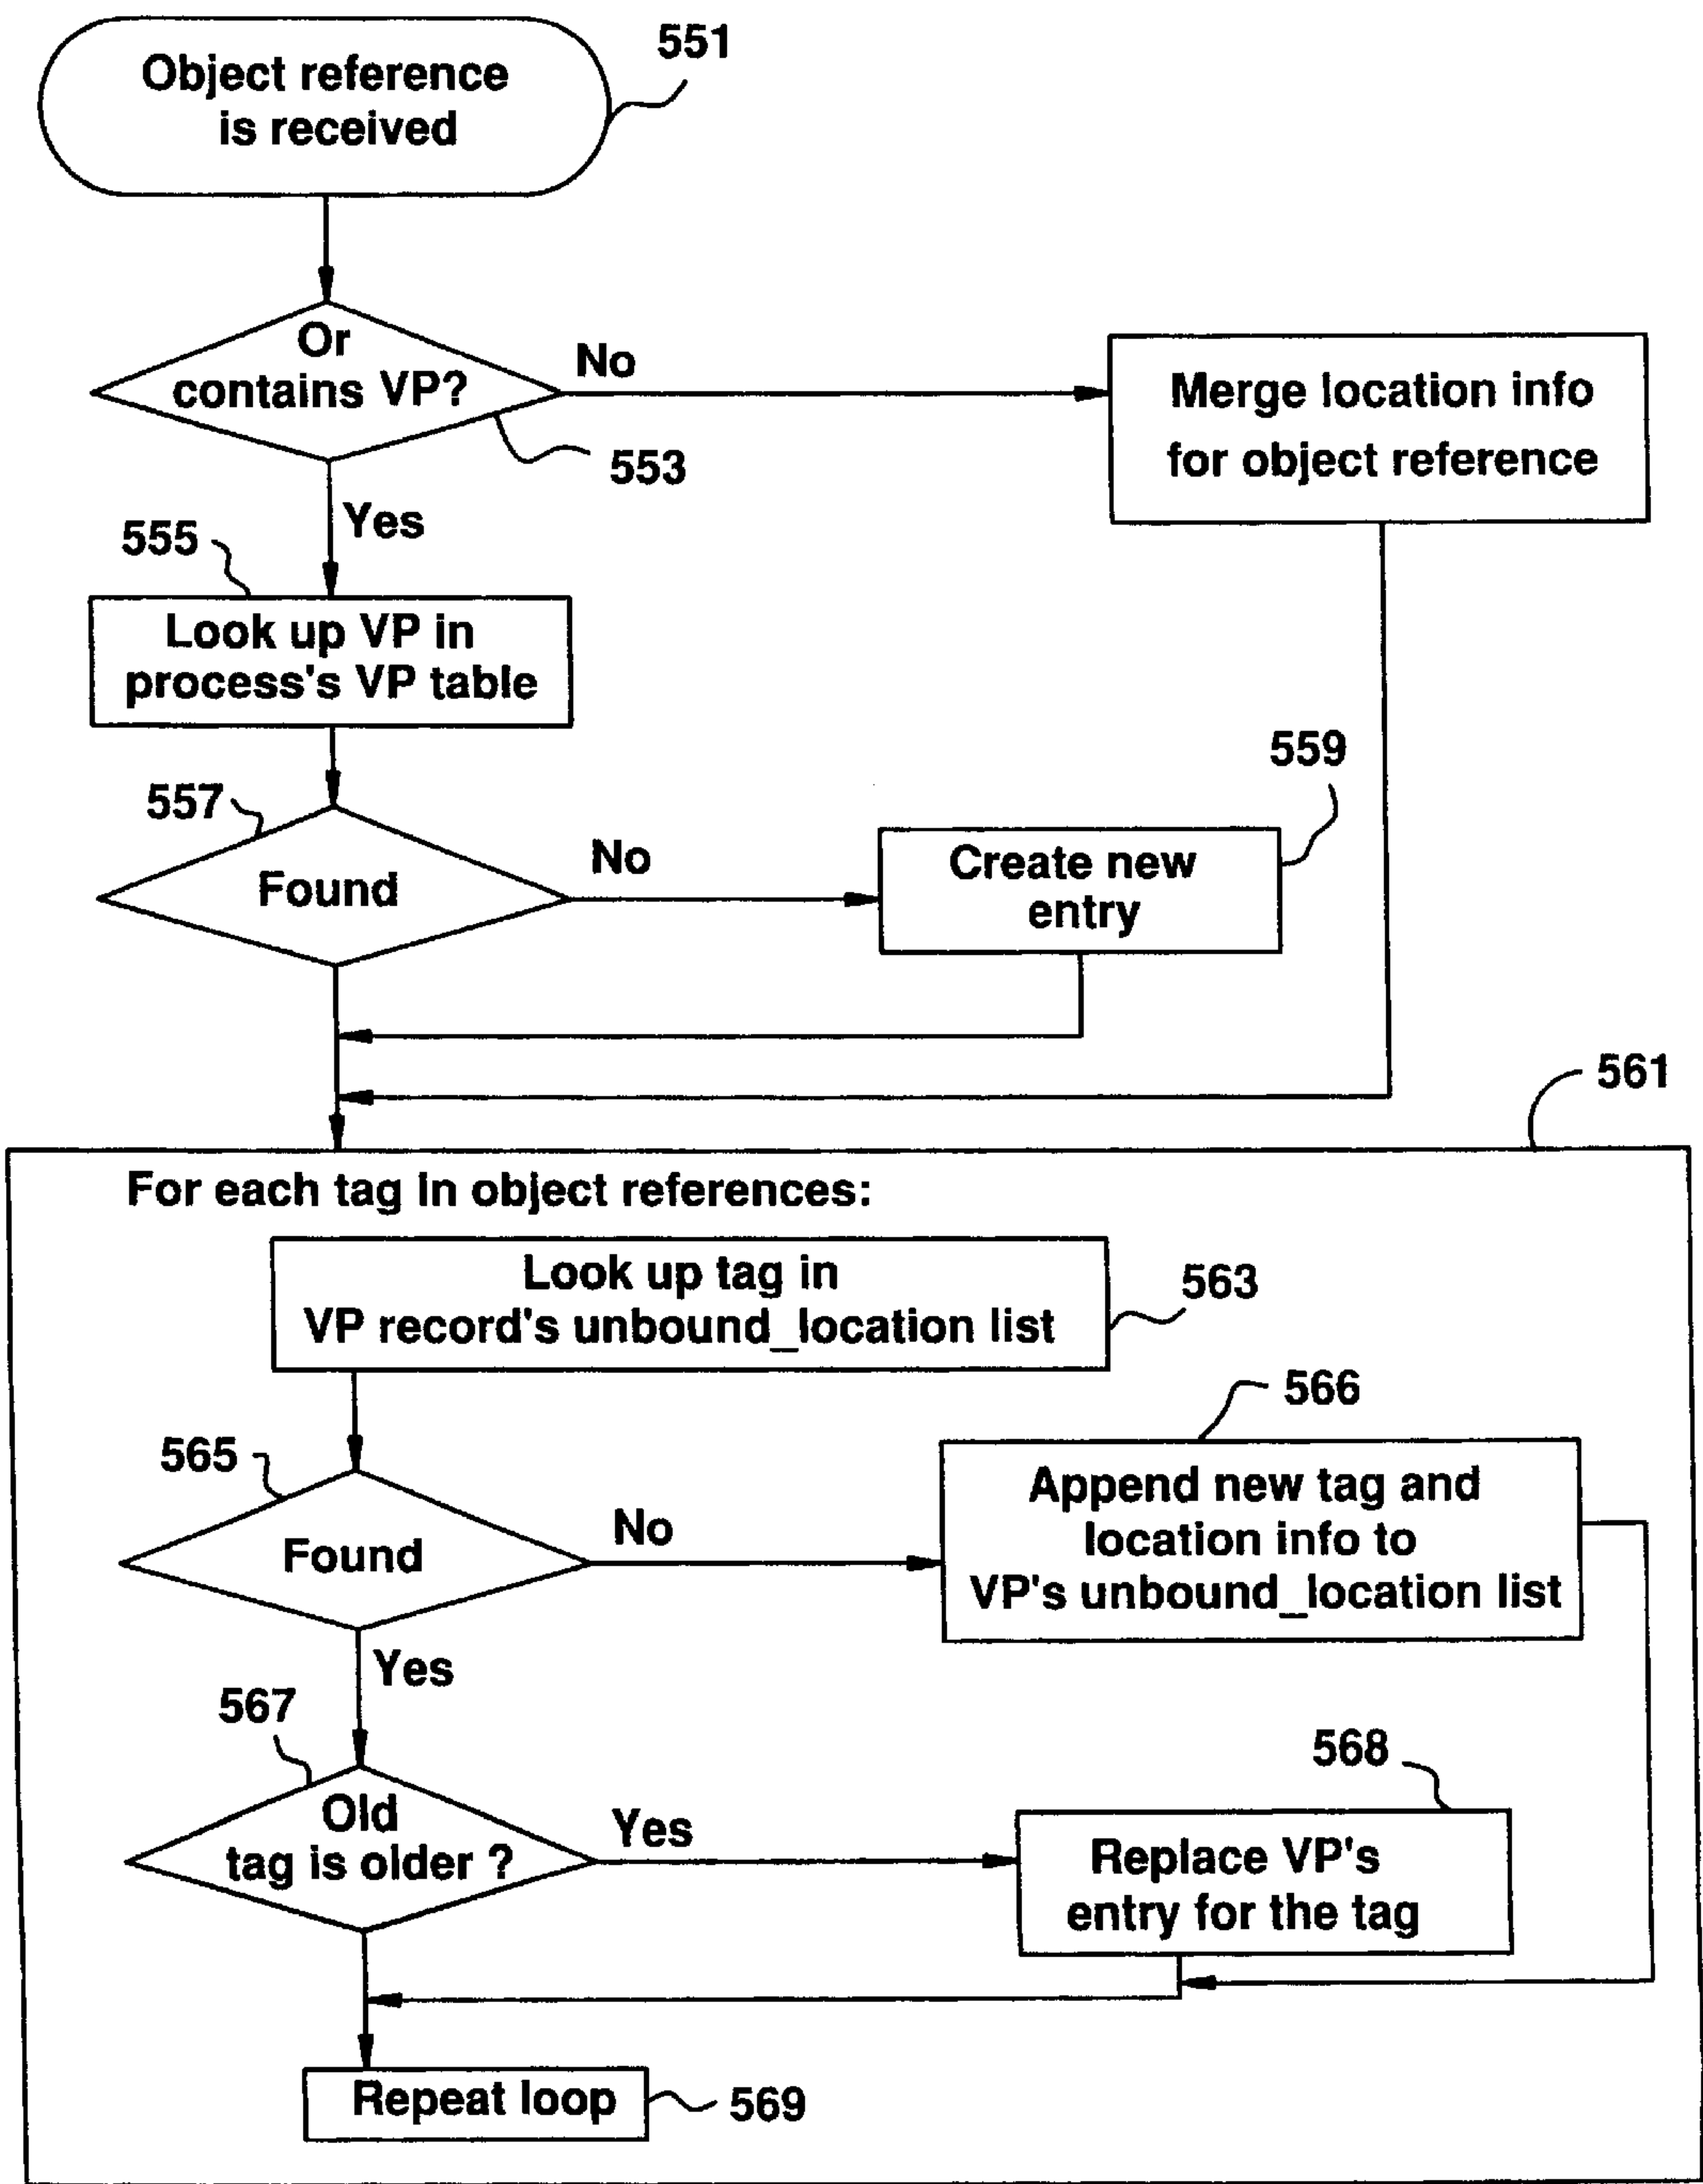 Object reference
is received
551
Or
contains VP?
No
553
Merge location info
for object reference
Yes
555
Look up VP in
process's VP table
557
Found
No
559
Create new
entry
561
For each tag in object references:
Look up tag in
VP record's unbound_location list
563
565
Found
No
566
Append new tag and
location info to
VP's unbound_location list
Yes
567
Old
tag is older ?
Yes
568
Replace VP's
entry for the tag
Repeat loop
569